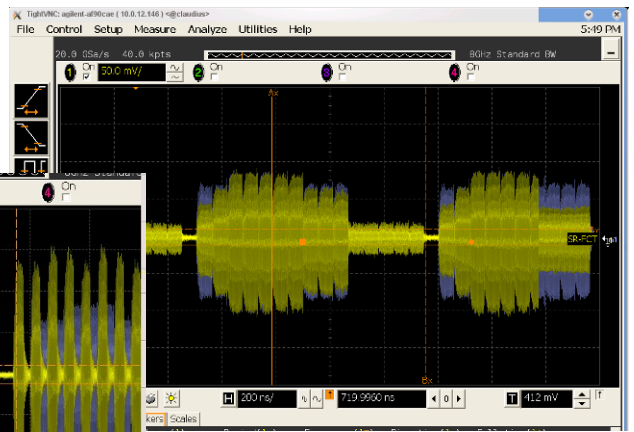 TightVNC: agilent-af90cae ( 10.0.12.146 ) <@claudius>
File Control Setup Measure Analyze Utilities Help 5:49 PM
20.0 GSa/s 40.0 kpts 8GHz Standard BW
1 On 50.0 mV/ 2 On 3 On 4 On
Ax
4 On
SR-FCT
Bx
H 200 ns/ 719.9960 ns 0 T 412 mV
kers Scales